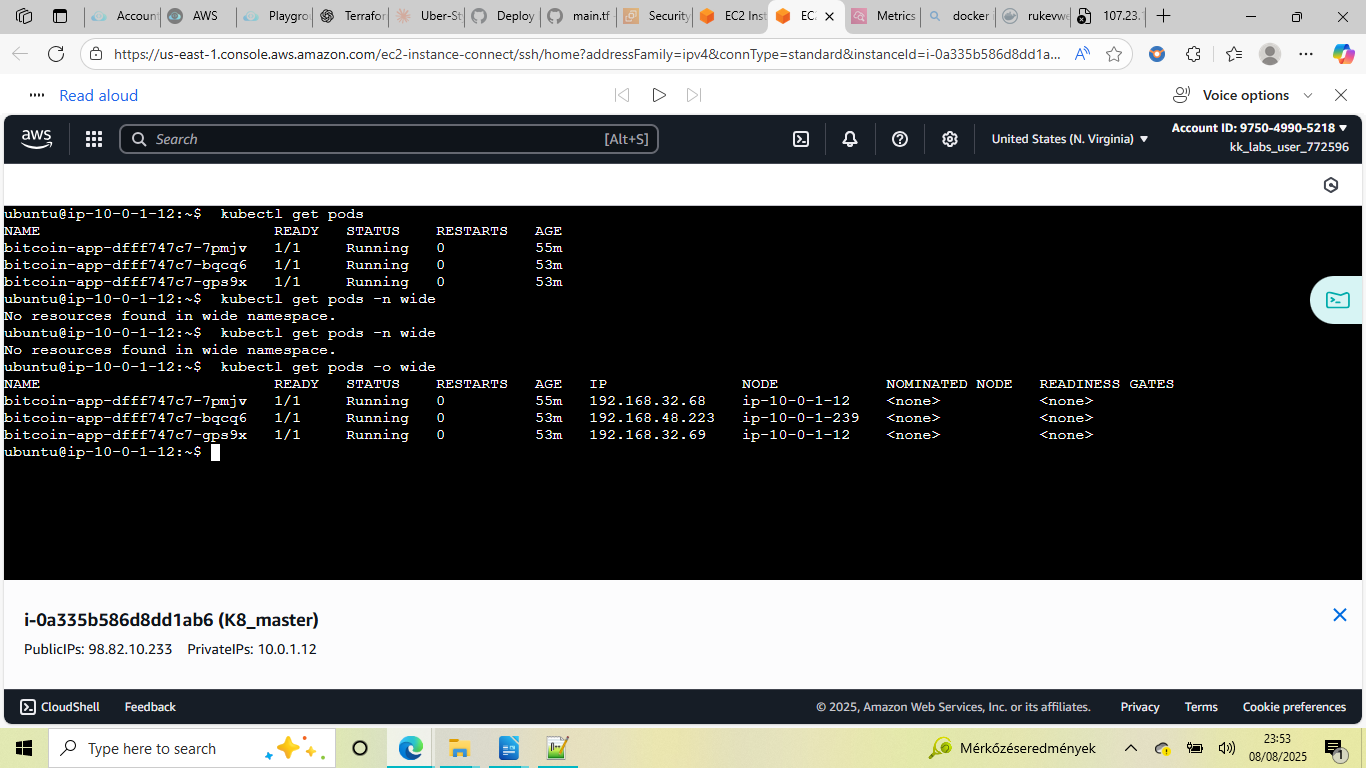 Account
AWS
Playgrou
Terrafor
Uber-St
Deploy
main.tf
Security
EC2 Inst
EC2
Metrics
docker
rukevwe
107.23.
https://us-east-1.console.aws.amazon.com/ec2-instance-connect/ssh/home?addressFamily=ipv4&connType=standard&instanceId=i-0a335b586d8dd1a...
Read aloud
Voice options
aws
Search
[Alt+S]
United States (N. Virginia)
Account ID: 9750-4990-5218
kk_labs_user_772596
ubuntu@ip-10-0-1-12:~$  kubectl get pods
NAME READY STATUS RESTARTS AGE
bitcoin-app-dfff747c7-7pmjv 1/1 Running 0 55m
bitcoin-app-dfff747c7-bqcq6 1/1 Running 0 53m
bitcoin-app-dfff747c7-gps9x 1/1 Running 0 53m
ubuntu@ip-10-0-1-12:~$  kubectl get pods -n wide
No resources found in wide namespace.
ubuntu@ip-10-0-1-12:~$  kubectl get pods -n wide
No resources found in wide namespace.
ubuntu@ip-10-0-1-12:~$  kubectl get pods -o wide
NAME READY STATUS RESTARTS AGE IP NODE NOMINATED NODE READINESS GATES
bitcoin-app-dfff747c7-7pmjv 1/1 Running 0 55m 192.168.32.68 ip-10-0-1-12 <none> <none>
bitcoin-app-dfff747c7-bqcq6 1/1 Running 0 53m 192.168.48.223 ip-10-0-1-239 <none> <none>
bitcoin-app-dfff747c7-gps9x 1/1 Running 0 53m 192.168.32.69 ip-10-0-1-12 <none> <none>
ubuntu@ip-10-0-1-12:~$
i-0a335b586d8dd1ab6 (K8_master)
PublicIPs: 98.82.10.233 PrivateIPs: 10.0.1.12
CloudShell
Feedback
© 2025, Amazon Web Services, Inc. or its affiliates.
Privacy
Terms
Cookie preferences
Type here to search
Mérkőzéseredmények
23:53
08/08/2025
1